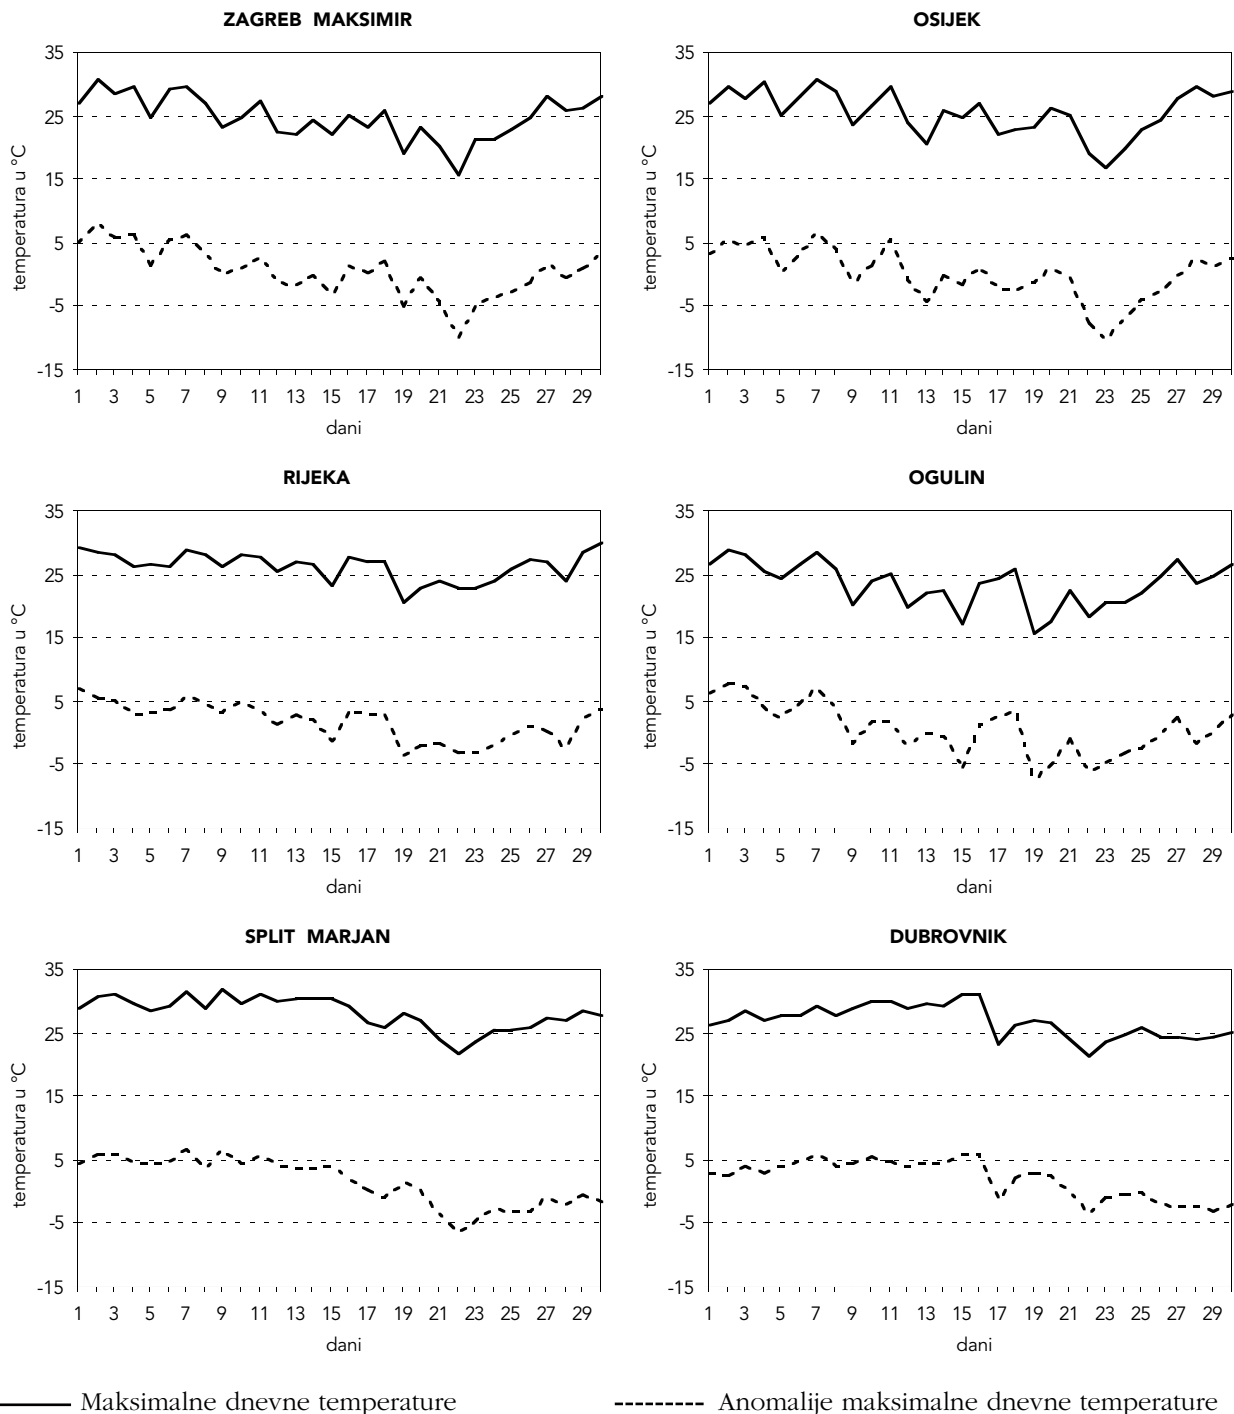 ZAGREB MAKSIMIR
35
25
15
5
-5
-15
temperatura u °C
1 3 5 7 9 11 13 15 17 19 21 23 25 27 29
dani
OSIJEK
35
25
15
5
-5
-15
temperatura u °C
1 3 5 7 9 11 13 15 17 19 21 23 25 27 29
dani
RIJEKA
35
25
15
5
-5
-15
temperatura u °C
1 3 5 7 9 11 13 15 17 19 21 23 25 27 29
dani
OGULIN
35
25
15
5
-5
-15
temperatura u °C
1 3 5 7 9 11 13 15 17 19 21 23 25 27 29
dani
SPLIT MARJAN
35
25
15
5
-5
-15
temperatura u °C
1 3 5 7 9 11 13 15 17 19 21 23 25 27 29
dani
DUBROVNIK
35
25
15
5
-5
-15
temperatura u °C
1 3 5 7 9 11 13 15 17 19 21 23 25 27 29
dani
Maksimalne dnevne temperature
Anomalije maksimalne dnevne temperature